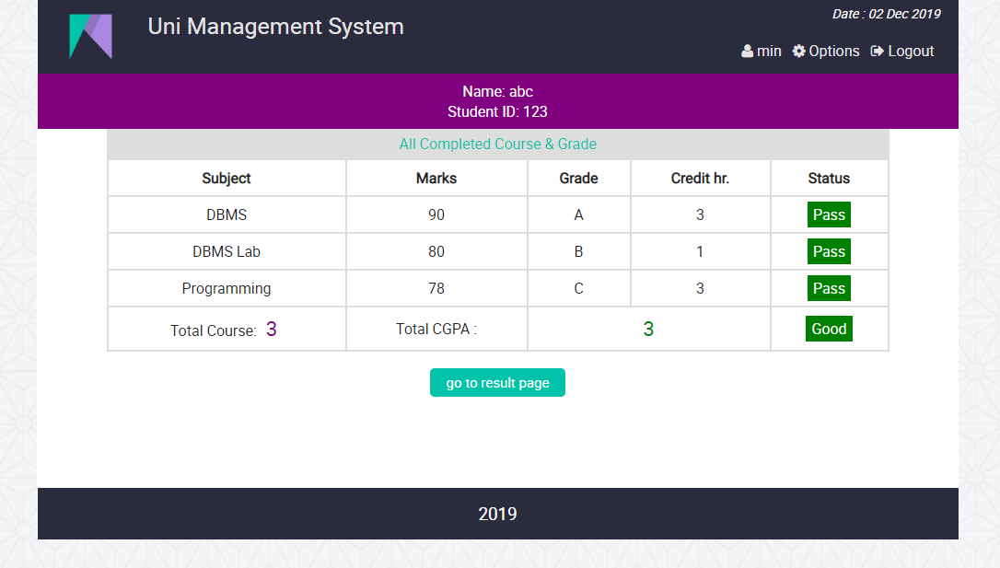 Date : 02 Dec 2019
Uni Management System
min Options Logout
Name: abc
Student ID: 123
All Completed Course & Grade
Subject Marks Grade Credit hr. Status
DBMS 90 A 3 Pass
DBMS Lab 80 B 1 Pass
Programming 78 C 3 Pass
Total Course: 3 Total CGPA : 3 Good
go to result page
2019